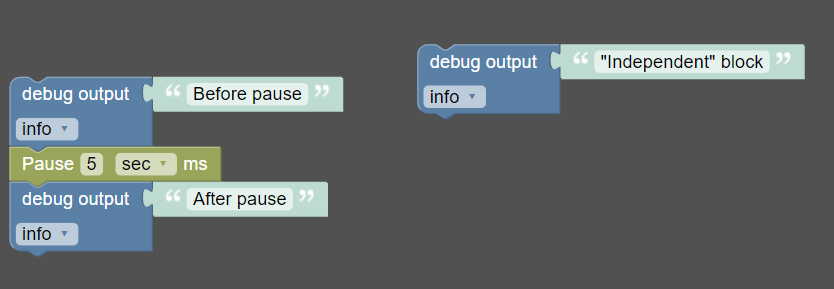 debug output “ Before pause ”
info
Pause 5 sec ms
debug output “ After pause ”
info
debug output “ "Independent" block ”
info